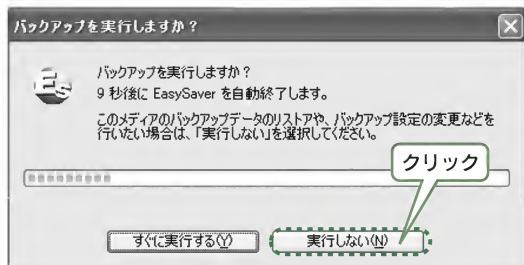 バックアップを実行しますか？
バックアップを実行しますか？
9 秒後に EasySaver を自動終了します。
このメディアのバックアップデータのリストアや、バックアップ設定の変更などを
行いたい場合は、「実行しない」を選択してください。
クリック
すぐに実行する(Y)
実行しない(N)